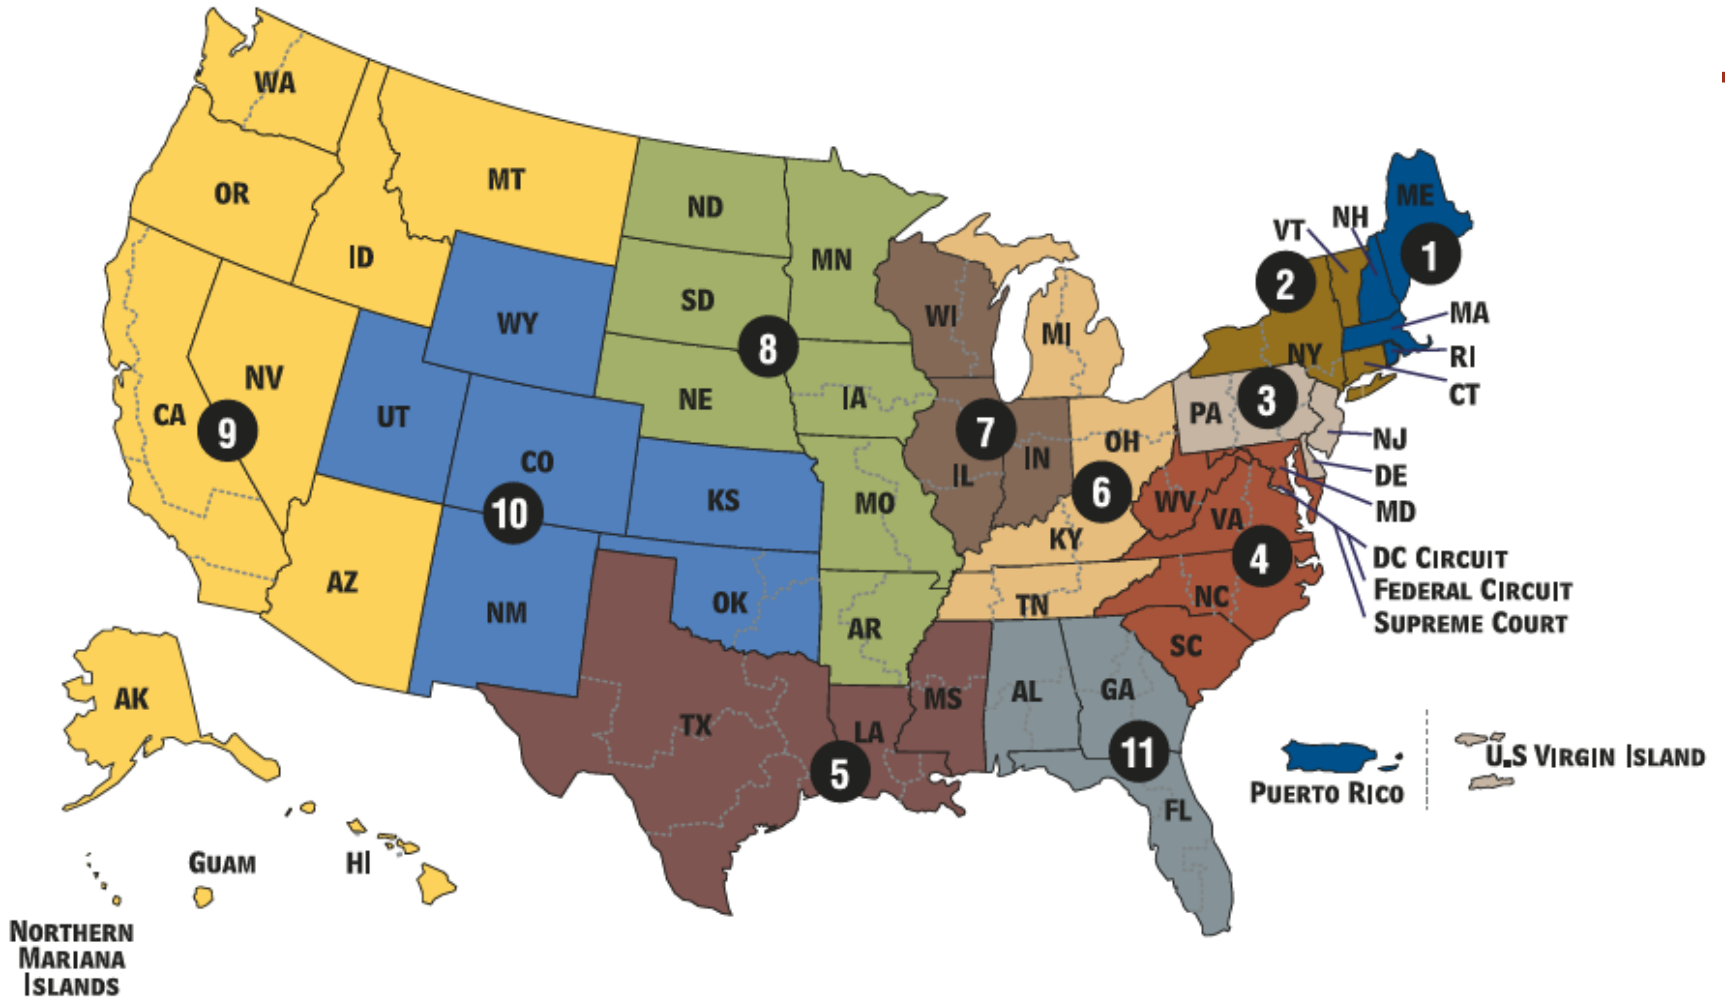 WA
MT
OR
ID
ND
MN
SD
WY
WI
MI
ME
NH
VT
1
2
MA
RI
CT
NY
8
NV
CA
9
UT
CO
10
NE
IA
KS
MO
7
IL
IN
OH
6
PA
3
NJ
DE
MD
WV
VA
KY
4
DC CIRCUIT
FEDERAL CIRCUIT
SUPREME COURT
AZ
NM
OK
AR
TN
NC
SC
AK
TX
LA
MS
AL
GA
5
11
FL
PUERTO RICO
U.S VIRGIN ISLAND
GUAM
HI
NORTHERN
MARIANA
ISLANDS